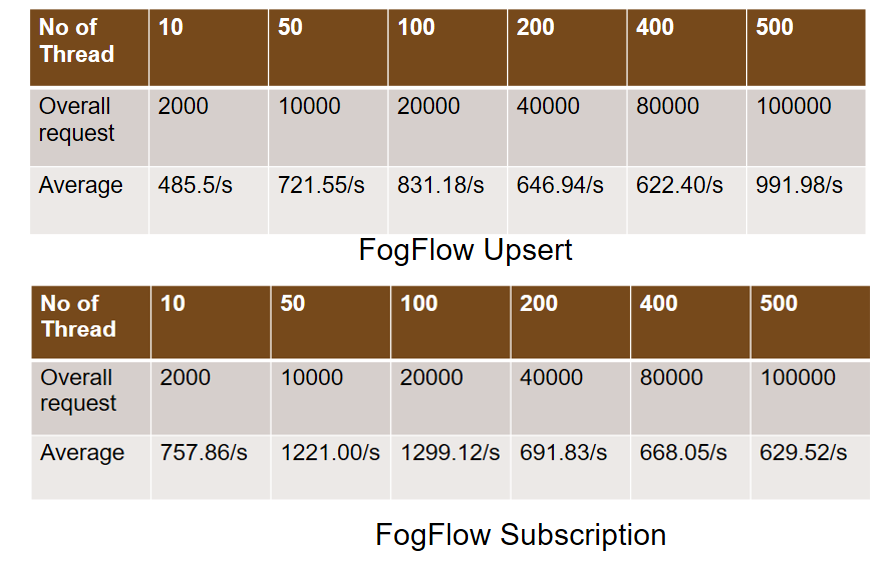 No of Thread 10 50 100 200 400 500
Overall request 2000 10000 20000 40000 80000 100000
Average 485.5/s 721.55/s 831.18/s 646.94/s 622.40/s 991.98/s
FogFlow Upsert
No of Thread 10 50 100 200 400 500
Overall request 2000 10000 20000 40000 80000 100000
Average 757.86/s 1221.00/s 1299.12/s 691.83/s 668.05/s 629.52/s
FogFlow Subscription